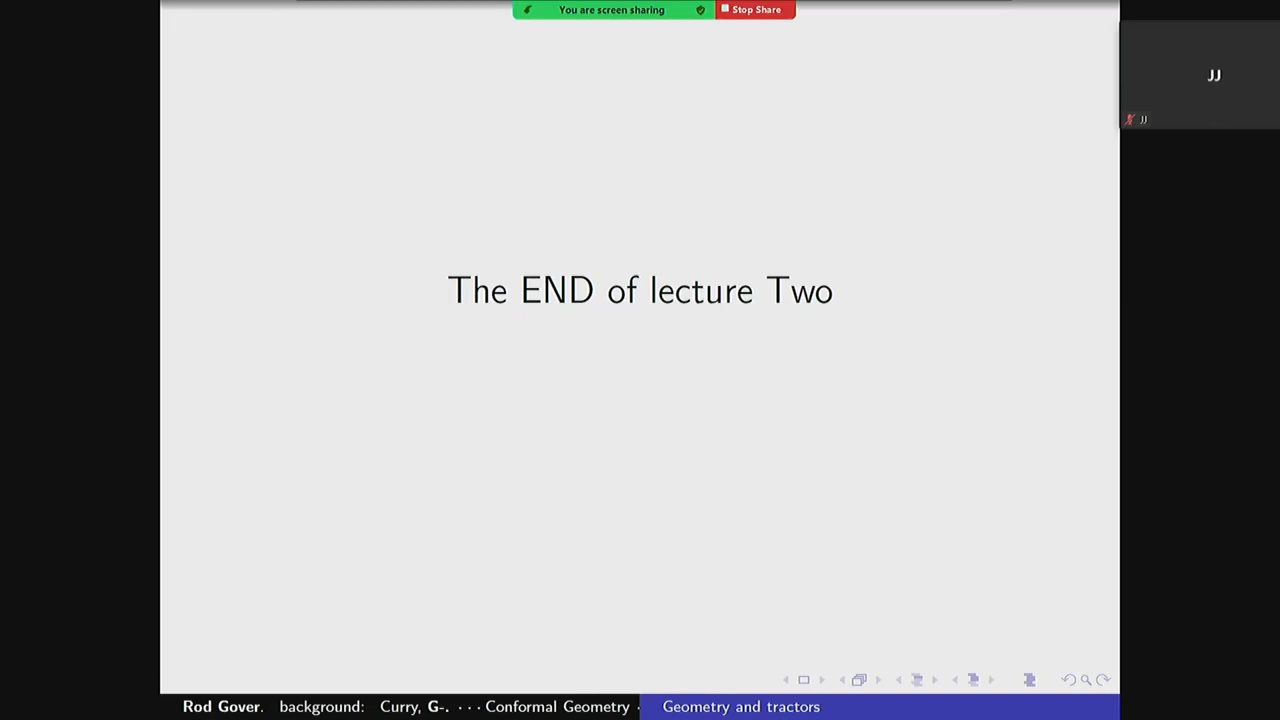 You are screen sharing
Stop Share
JJ
JJ
The END of lecture Two
Rod Gover. background: Curry, G-. · · · Conformal Geometry ·
Geometry and tractors